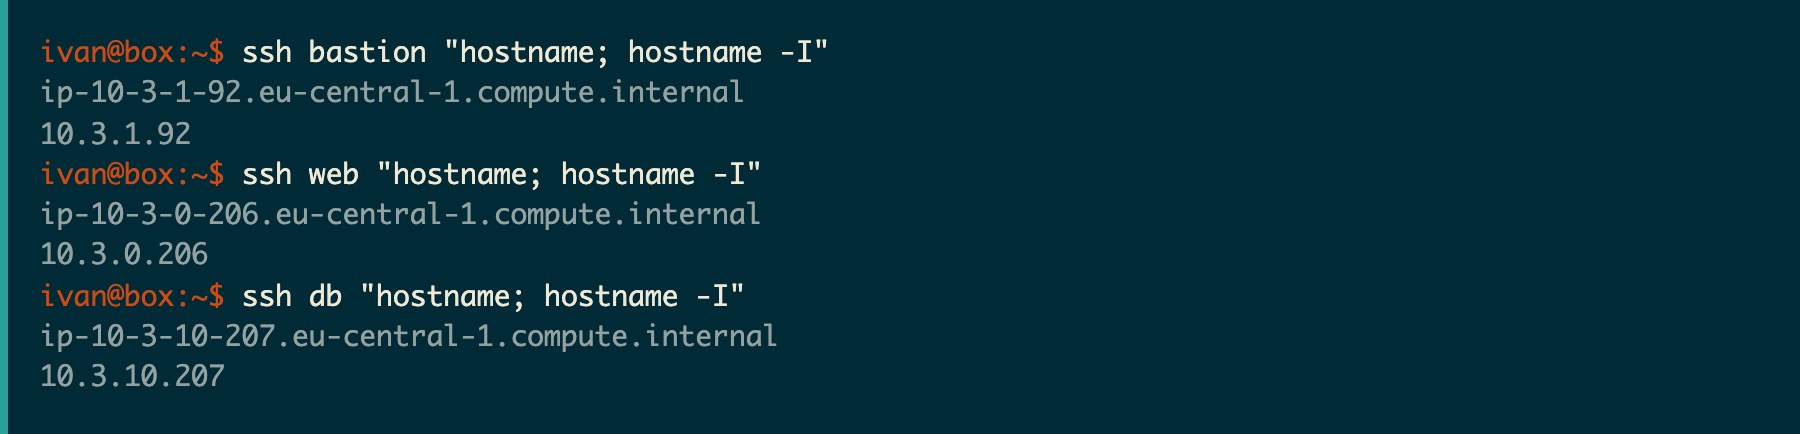 ivan@box:~$ ssh bastion "hostname; hostname -I"
ip-10-3-1-92.eu-central-1.compute.internal
10.3.1.92
ivan@box:~$ ssh web "hostname; hostname -I"
ip-10-3-0-206.eu-central-1.compute.internal
10.3.0.206
ivan@box:~$ ssh db "hostname; hostname -I"
ip-10-3-10-207.eu-central-1.compute.internal
10.3.10.207